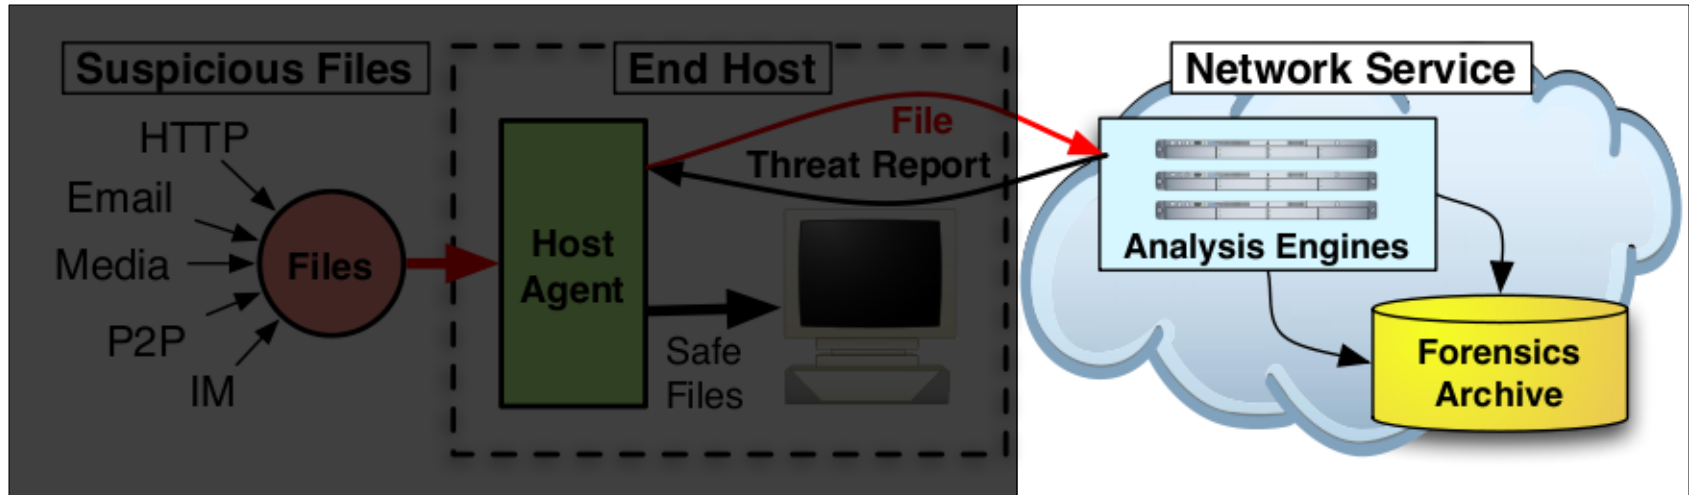 Suspicious Files
End Host
Network Service
HTTP
Email
Media
P2P
IM
Files
Host
Agent
File
Threat Report
Safe
Files
Analysis Engines
Forensics
Archive